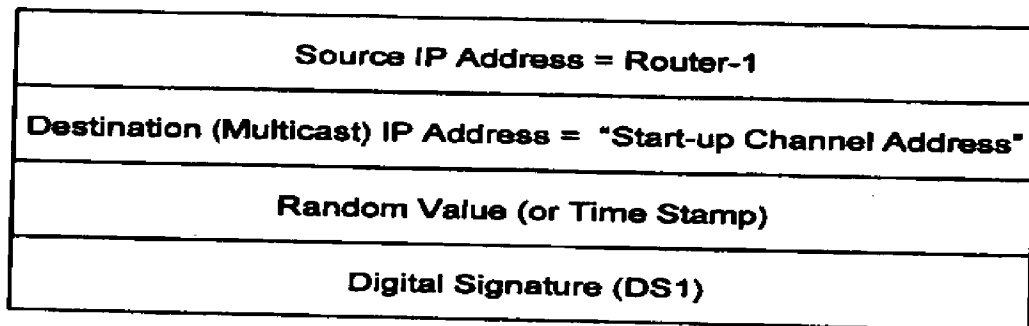 Source IP Address = Router-1
Destination (Multicast) IP Address = "Start-up Channel Address"
Random Value (or Time Stamp)
Digital Signature (DS1)